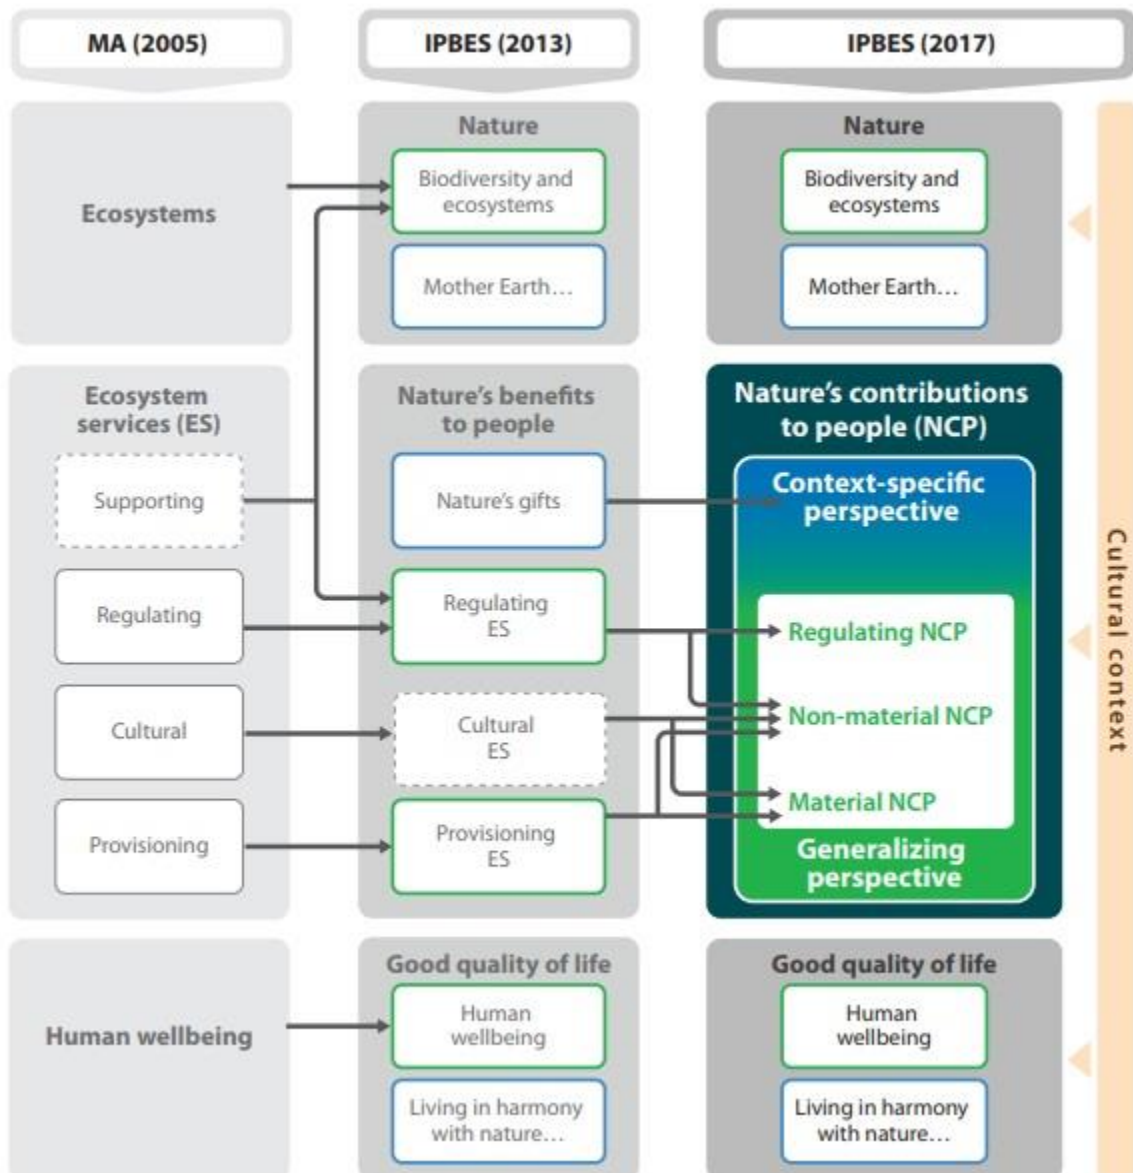 MA (2005)
IPBES (2013)
IPBES (2017)
Ecosystems
Nature
Biodiversity and
ecosystems
Mother Earth…
Nature
Biodiversity and
ecosystems
Mother Earth…
Ecosystem
services (ES)
Supporting
Regulating
Cultural
Provisioning
Nature’s benefits
to people
Nature’s gifts
Regulating
ES
Cultural
ES
Provisioning
ES
Nature’s contributions
to people (NCP)
Context-specific
perspective
Regulating NCP
Non-material NCP
Material NCP
Generalizing
perspective
Human wellbeing
Good quality of life
Human
wellbeing
Living in harmony
with nature…
Good quality of life
Human
wellbeing
Living in harmony
with nature…
Cultural context